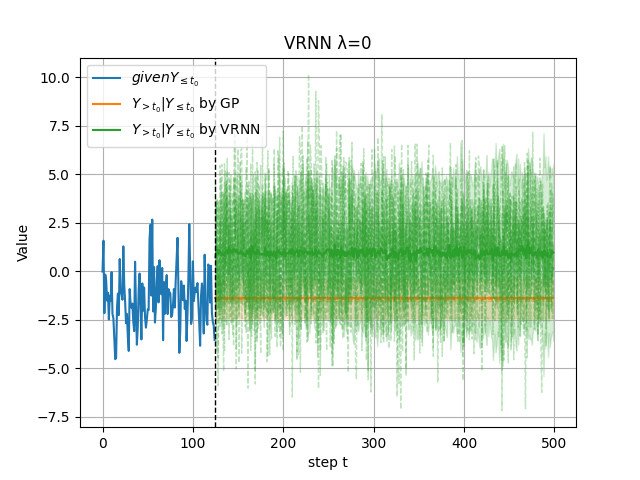 VRNN λ=0
given Y≤t₀
Y>t₀|Y≤t₀ by GP
Y>t₀|Y≤t₀ by VRNN
Value
10.0
7.5
5.0
2.5
0.0
−2.5
−5.0
−7.5
0
100
200
300
400
500
step t